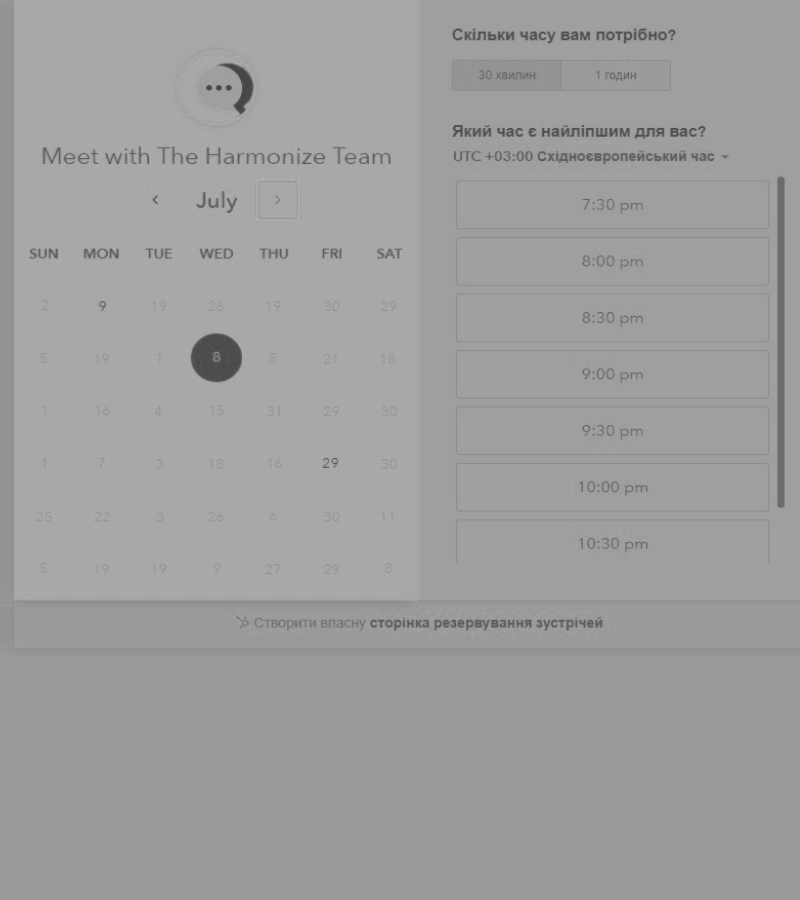 Meet with The Harmonize Team
July
SUN MON TUE WED THU FRI SAT
2 9 19 26 19 30 29
5 19 1 8 5 21 18
1 16 4 15 31 29 30
1 7 3 18 16 29 30
25 22 3 26 6 30 11
5 19 19 9 27 29 8
Скільки часу вам потрібно?
30 хвилин 1 годин
Який час є найліпшим для вас?
UTC +03:00 Східноєвропейський час
7:30 pm
8:00 pm
8:30 pm
9:00 pm
9:30 pm
10:00 pm
10:30 pm
Створити власну сторінка резервування зустрічей